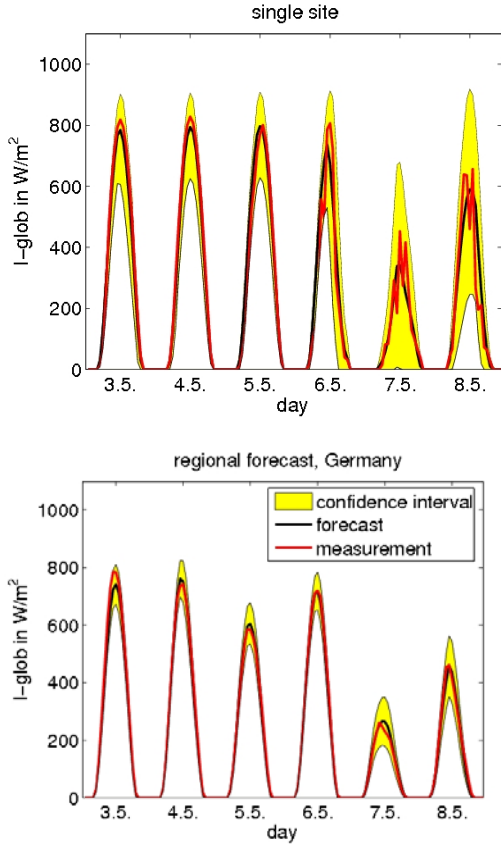 single site
1000
800
600
400
200
0
I-glob in W/m²
3.5. 4.5. 5.5. 6.5. 7.5. 8.5.
day
regional forecast, Germany
confidence interval
forecast
measurement
1000
800
600
400
200
0
I-glob in W/m²
3.5. 4.5. 5.5. 6.5. 7.5. 8.5.
day